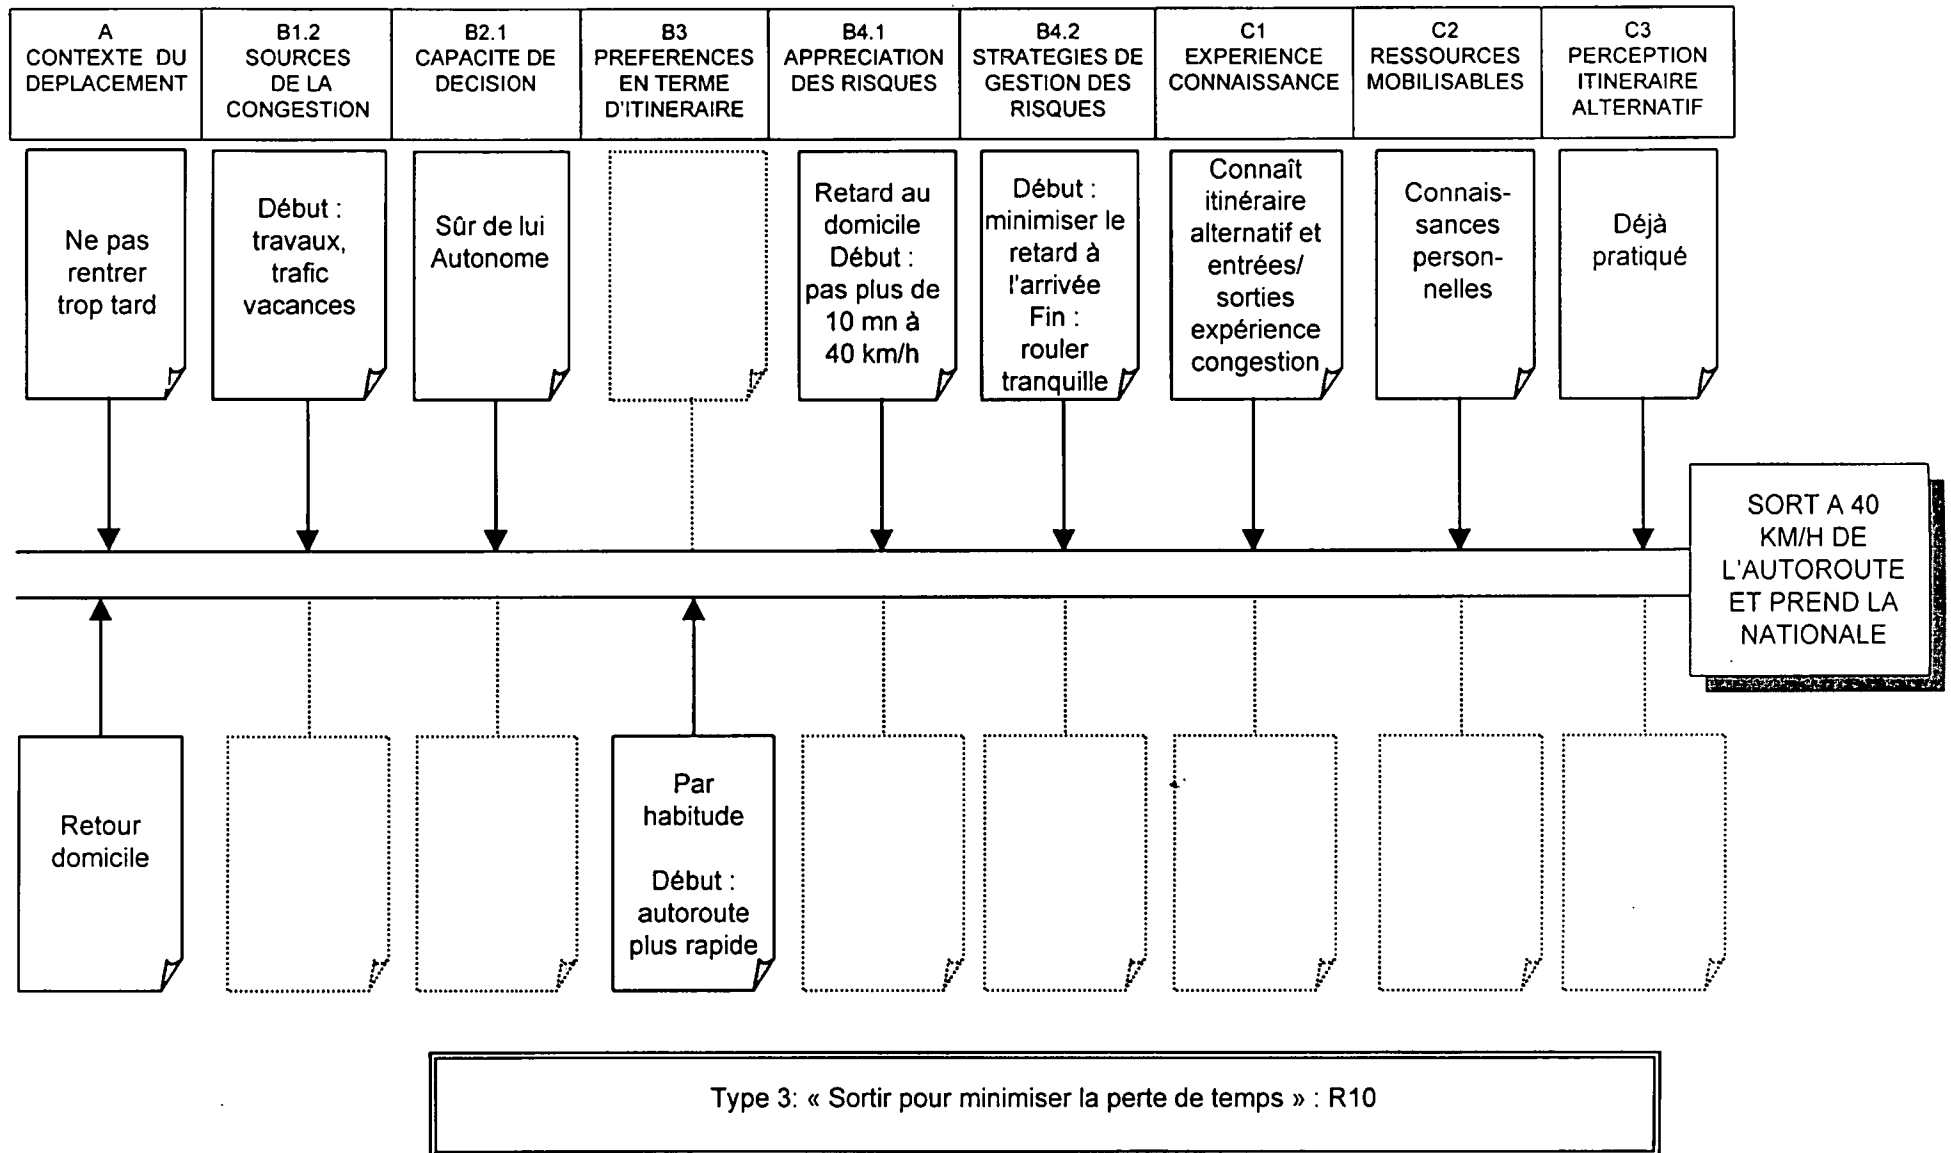 A
CONTEXTE DU
DEPLACEMENT
B1.2
SOURCES
DE LA
CONGESTION
B2.1
CAPACITE DE
DECISION
B3
PREFERENCES
EN TERME
D'ITINERAIRE
B4.1
APPRECIATION
DES RISQUES
B4.2
STRATEGIES DE
GESTION DES
RISQUES
C1
EXPERIENCE
CONNAISSANCE
C2
RESSOURCES
MOBILISABLES
C3
PERCEPTION
ITINERAIRE
ALTERNATIF
Ne pas
rentrer
trop tard
Début :
travaux,
trafic
vacances
Sûr de lui
Autonome
Retard au
domicile
Début :
pas plus de
10 mn à
40 km/h
Début :
minimiser le
retard à
l'arrivée
Fin :
rouler
tranquille
Connaît
itinéraire
alternatif et
entrées/
sorties
expérience
congestion
Connais-
sances
person-
nelles
Déjà
pratiqué
SORT A 40
KM/H DE
L'AUTOROUTE
ET PREND LA
NATIONALE
Retour
domicile
Par
habitude
Début :
autoroute
plus rapide
Type 3: « Sortir pour minimiser la perte de temps » : R10